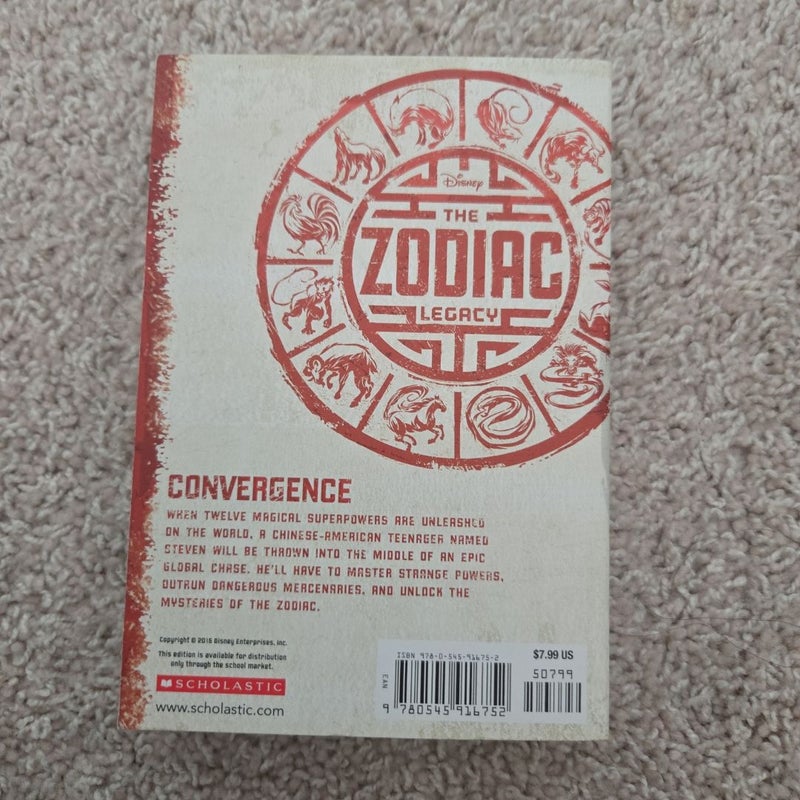 Disney
THE
ZODIAC
LEGACY
CONVERGENCE
WHEN TWELVE MAGICAL SUPERPOWERS ARE UNLEASHED
ON THE WORLD, A CHINESE-AMERICAN TEENAGER NAMED
STEVEN WILL BE THROWN INTO THE MIDDLE OF AN EPIC
GLOBAL CHASE. HE'LL HAVE TO MASTER STRANGE POWERS,
OUTRUN DANGEROUS MERCENARIES, AND UNLOCK THE
MYSTERIES OF THE ZODIAC.
Copyright © 2015 Disney Enterprises, Inc.
This edition is available for distribution
only through the school market.
SCHOLASTIC
www.scholastic.com
ISBN 978-0-545-91675-2
$7.99 US
50799
EAN
9 780545 916752